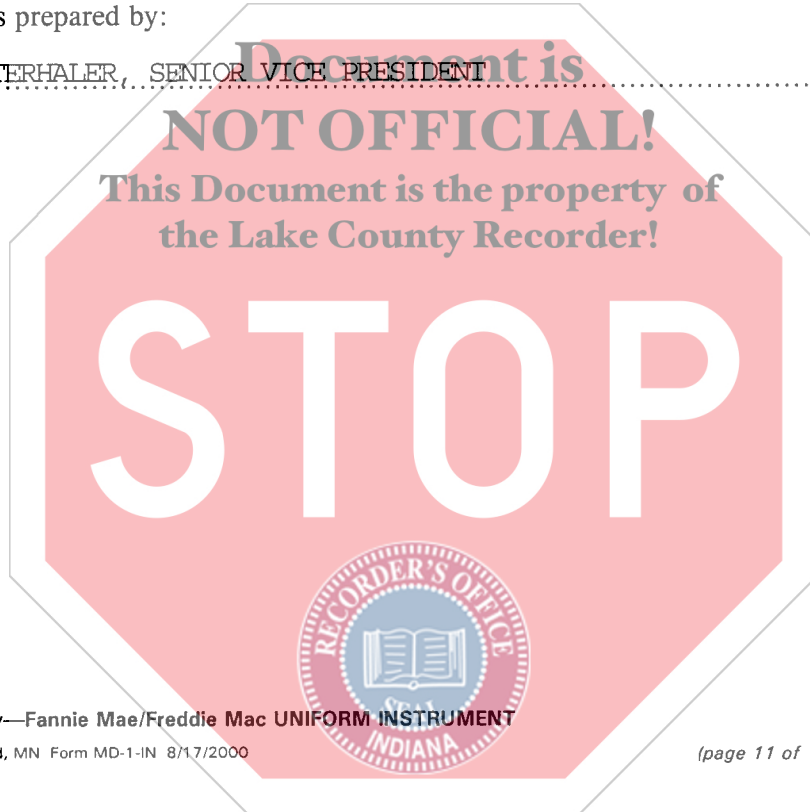 s prepared by:
TERHALER, SENIOR VICE PRESIDENT
Document is
NOT OFFICIAL!
This Document is the property of
the Lake County Recorder!
STOP
RECORDER'S OFFICE
SEAL
INDIANA
y—Fannie Mae/Freddie Mac UNIFORM INSTRUMENT
d, MN Form MD-1-IN 8/17/2000
(page 11 of